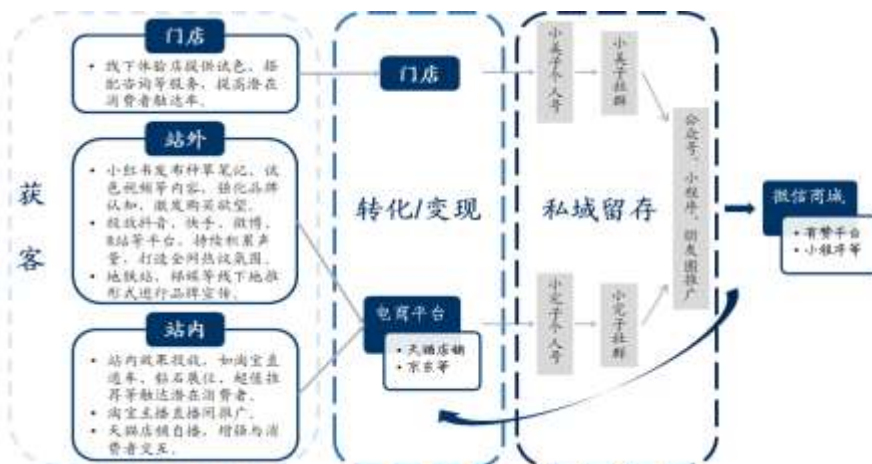 门店
• 线下体验店提供试色、搭
配咨询等服务，提高潜在
消费者触达率。
站外
• 小红书发布种草笔记、试
色视频等内容，强化品牌
认知，激发购买欲望。
• 投放抖音、快手、微博、
B站等平台，持续积累声
量，打造全网热议氛围。
• 地铁站、梯媒等线下地推
形式进行品牌宣传。
站内
• 站内效果投放，如淘宝直
通车、钻石展位、超值推
荐等触达潜在消费者。
• 淘宝主播直播间推广。
• 天猫店铺自播，增强与消
费者交互。
获
客
转化/变现
门店
电商平台
• 天猫店铺
• 京东等
私域留存
小美子个人号
小美子社群
小完子个人号
小完子社群
公众号、小程序、朋友圈推广
微信商城
• 有赞平台
• 小程序等